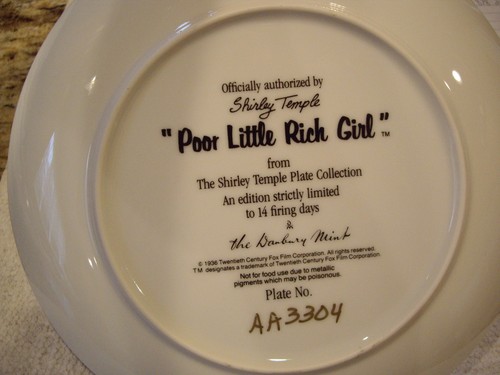 Officially authorized by
Shirley Temple
"Poor Little Rich Girl"™
from
The Shirley Temple Plate Collection
An edition strictly limited
to 14 firing days
&
the Danbury Mint
© 1936 Twentieth Century Fox Film Corporation. All rights reserved.
TM designates a trademark of Twentieth Century Fox Film Corporation.
Not for food use due to metallic
pigments which may be poisonous.
Plate No.
AA3304